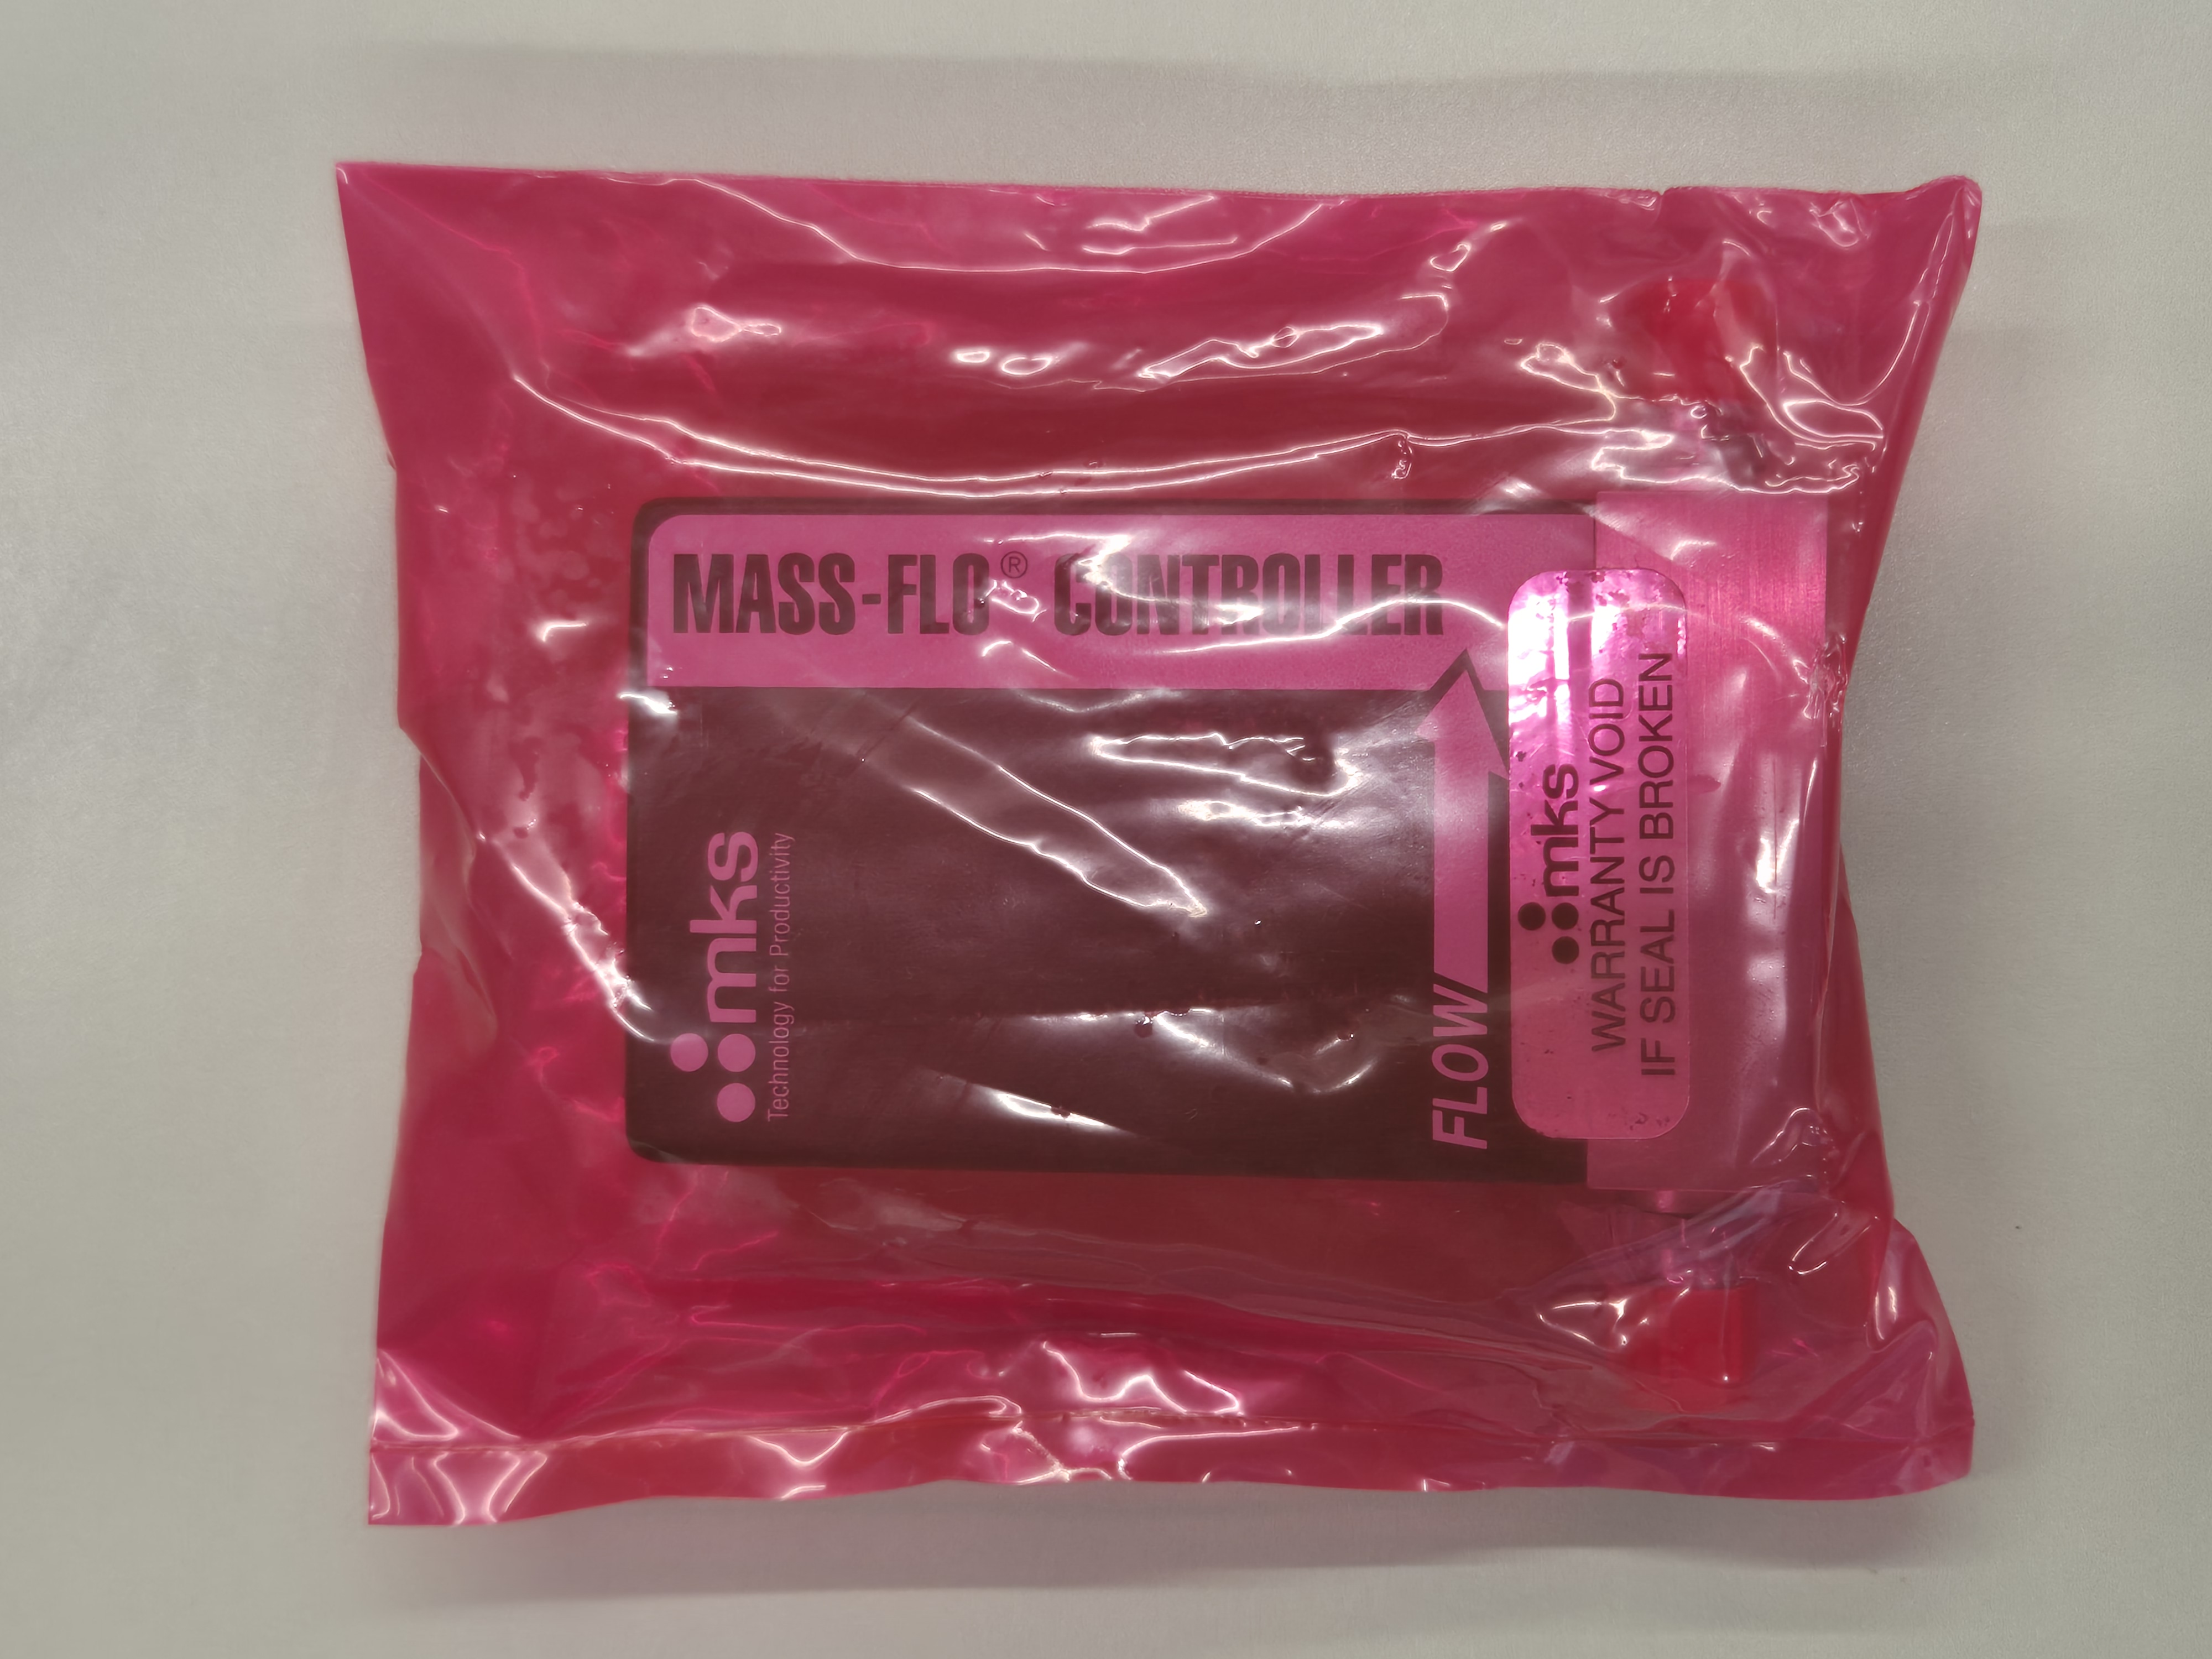 MASS-FLO® CONTROLLER
mks
Technology for Productivity
FLOW
mks
WARRANTY VOID
IF SEAL IS BROKEN